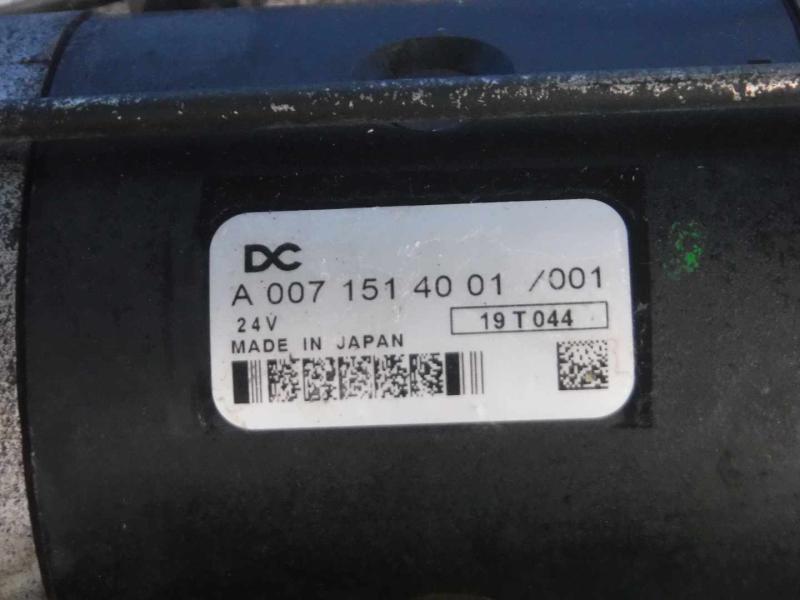 DC
A 007 151 40 01 /001
24V 19 T 044
MADE IN JAPAN